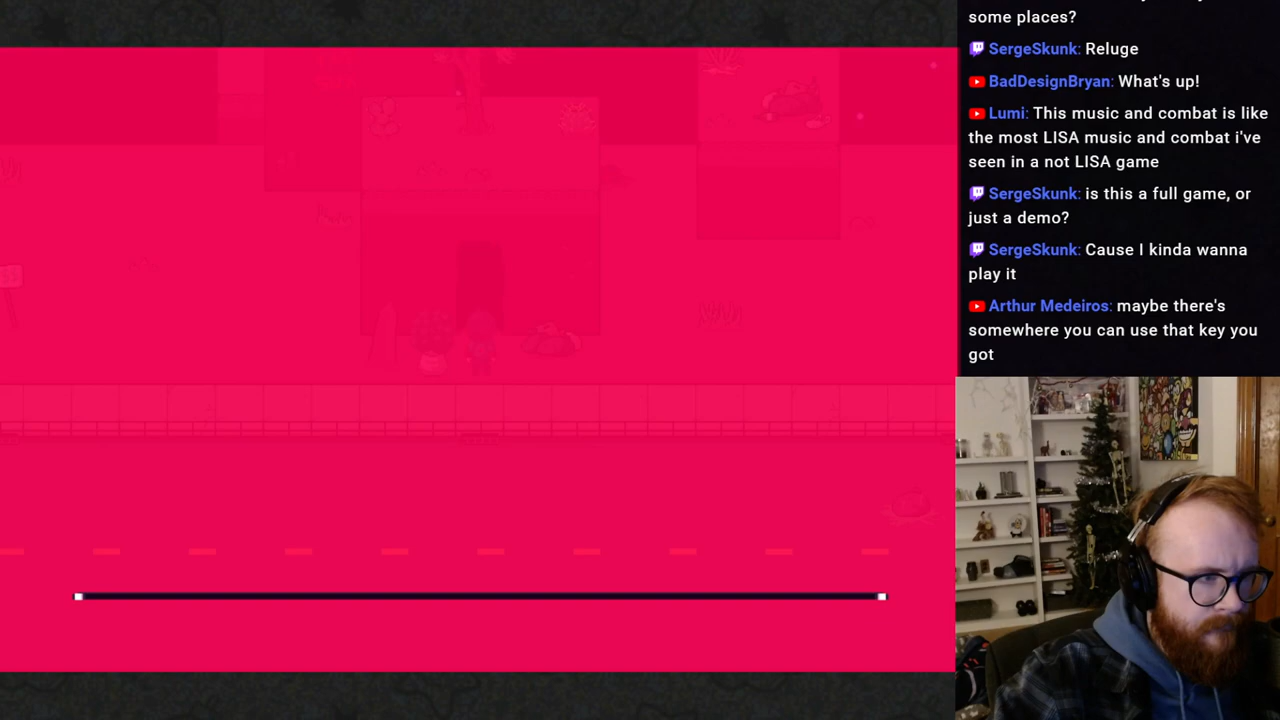 some places?
SergeSkunk: Reluge
BadDesignBryan: What's up!
Lumi: This music and combat is like
the most LISA music and combat i've
seen in a not LISA game
SergeSkunk: is this a full game, or
just a demo?
SergeSkunk: Cause I kinda wanna
play it
Arthur Medeiros: maybe there's
somewhere you can use that key you
got